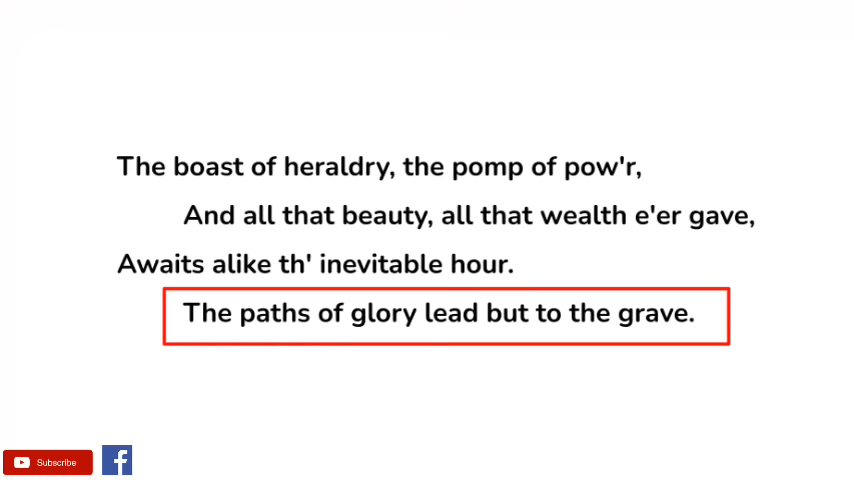 The boast of heraldry, the pomp of pow'r,
And all that beauty, all that wealth e'er gave,
Awaits alike th' inevitable hour.
The paths of glory lead but to the grave.
Subscribe